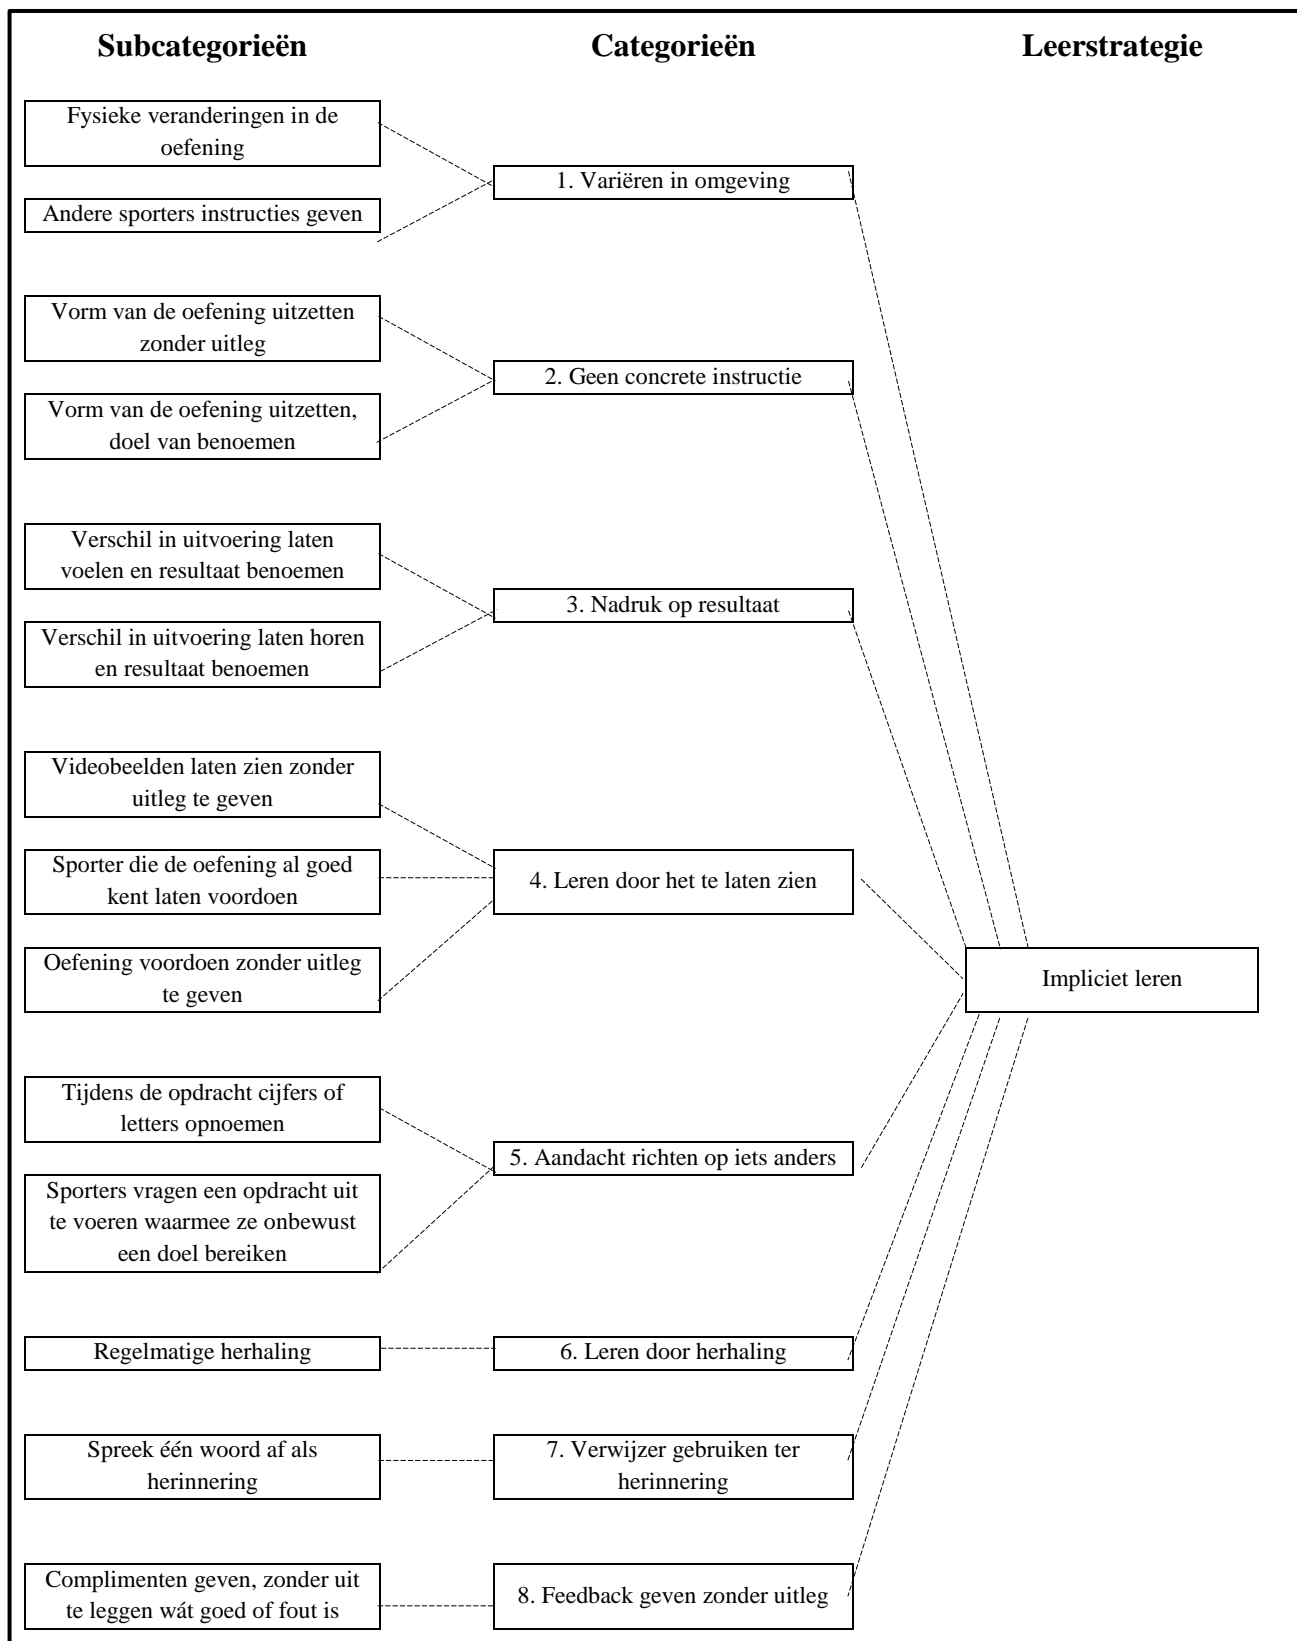 Subcategorieën
Categorieën
Leerstrategie
Fysieke veranderingen in de
oefening
1. Variëren in omgeving
Andere sporters instructies geven
Vorm van de oefening uitzetten
zonder uitleg
2. Geen concrete instructie
Vorm van de oefening uitzetten,
doel van benoemen
Verschil in uitvoering laten
voelen en resultaat benoemen
3. Nadruk op resultaat
Verschil in uitvoering laten horen
en resultaat benoemen
Videobeelden laten zien zonder
uitleg te geven
Sporter die de oefening al goed
kent laten voordoen
4. Leren door het te laten zien
Oefening voordoen zonder uitleg
te geven
Impliciet leren
Tijdens de opdracht cijfers of
letters opnoemen
5. Aandacht richten op iets anders
Sporters vragen een opdracht uit
te voeren waarmee ze onbewust
een doel bereiken
Regelmatige herhaling
6. Leren door herhaling
Spreek één woord af als
herinnering
7. Verwijzer gebruiken ter
herinnering
Complimenten geven, zonder uit
te leggen wát goed of fout is
8. Feedback geven zonder uitleg